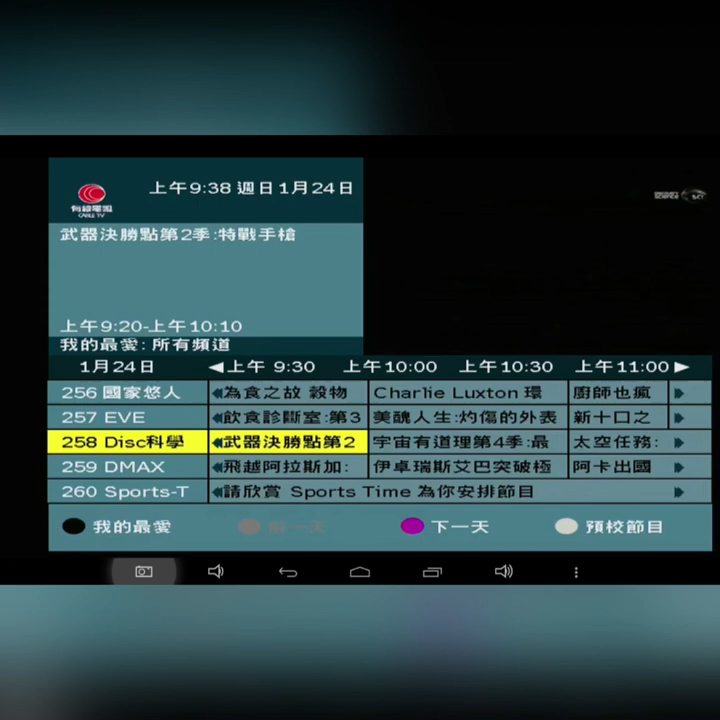 上午9:38 週日1月24日
有線電視
CABLE TV
DISCOVERY
SCIENCE SCI
武器決勝點第2季:特戰手槍
上午9:20-上午10:10
我的最愛: 所有頻道
1月24日 ◀上午 9:30 上午10:00 上午10:30 上午11:00▶
256 國家悠人 為食之故 穀物 Charlie Luxton 環 廚師也瘋
257 EVE 飲食診斷室:第3 美醜人生:灼傷的外表 新十口之
258 Disc科學 武器決勝點第2 宇宙有道理第4季:最 太空任務:
259 DMAX 飛越阿拉斯加: 伊卓瑞斯艾巴突破極 阿卡出國
260 Sports-T 請欣賞 Sports Time 為你安排節目
我的最愛 前一天 下一天 預校節目